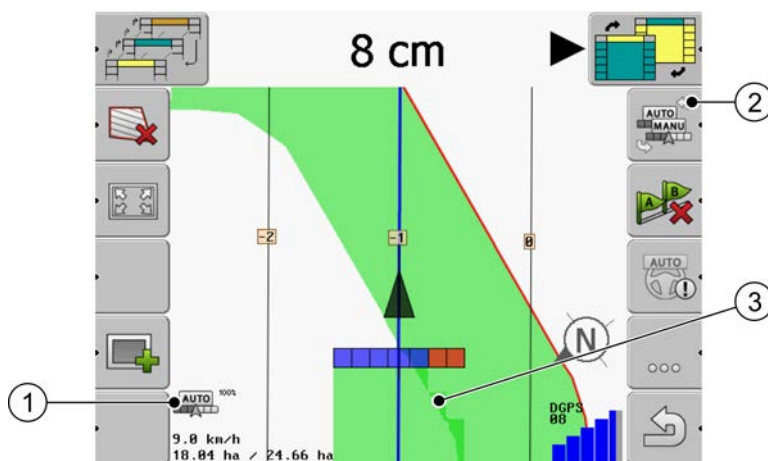 8 cm
2
AUTO
MANU
-2
-1
0
A B
AUTO
3
N
1
AUTO 100%
DGPS
08
9.0 km/h
18.04 ha / 24.66 ha